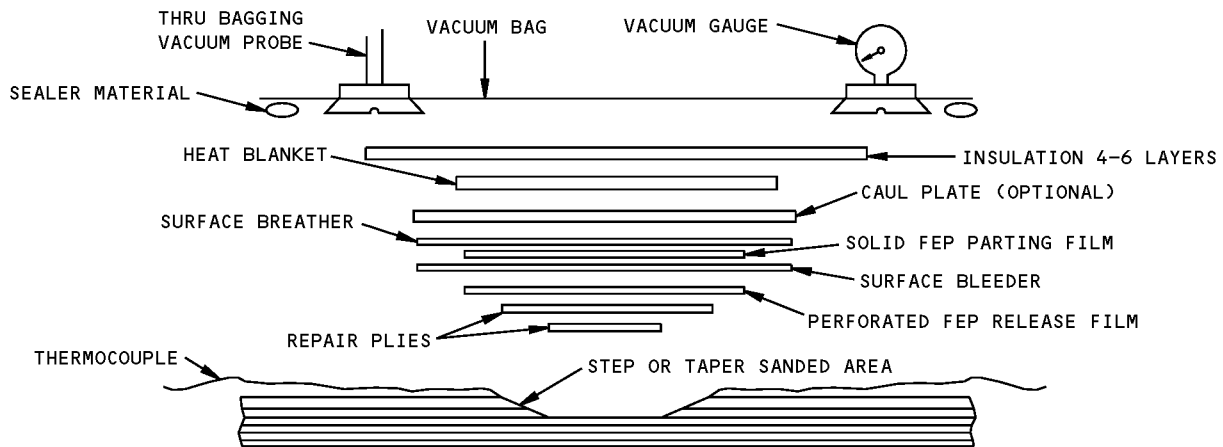 THRU BAGGING
VACUUM PROBE
VACUUM BAG
VACUUM GAUGE
SEALER MATERIAL
HEAT BLANKET
INSULATION 4-6 LAYERS
CAUL PLATE (OPTIONAL)
SURFACE BREATHER
SOLID FEP PARTING FILM
SURFACE BLEEDER
PERFORATED FEP RELEASE FILM
REPAIR PLIES
THERMOCOUPLE
STEP OR TAPER SANDED AREA